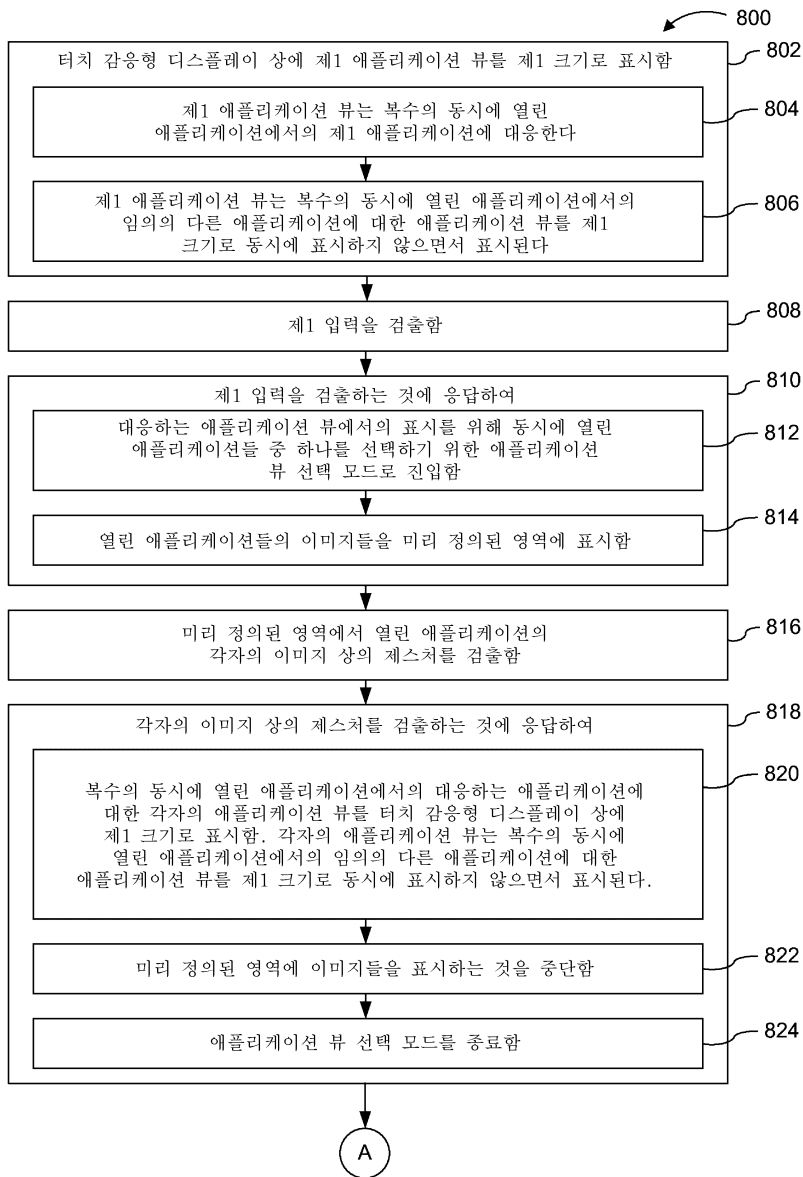 800
터치 감응형 디스플레이 상에 제1 애플리케이션 뷰를 제1 크기로 표시함
802
제1 애플리케이션 뷰는 복수의 동시에 열린
애플리케이션에서의 제1 애플리케이션에 대응한다
804
제1 애플리케이션 뷰는 복수의 동시에 열린 애플리케이션에서의
임의의 다른 애플리케이션에 대한 애플리케이션 뷰를 제1
크기로 동시에 표시하지 않으면서 표시된다
806
제1 입력을 검출함
808
제1 입력을 검출하는 것에 응답하여
810
대응하는 애플리케이션 뷰에서의 표시를 위해 동시에 열린
애플리케이션들 중 하나를 선택하기 위한 애플리케이션
뷰 선택 모드로 진입함
812
열린 애플리케이션들의 이미지들을 미리 정의된 영역에 표시함
814
미리 정의된 영역에서 열린 애플리케이션의
각자의 이미지 상의 제스처를 검출함
816
각자의 이미지 상의 제스처를 검출하는 것에 응답하여
818
복수의 동시에 열린 애플리케이션에서의 대응하는 애플리케이션에
대한 각자의 애플리케이션 뷰를 터치 감응형 디스플레이 상에
제1 크기로 표시함. 각자의 애플리케이션 뷰는 복수의 동시에
열린 애플리케이션에서의 임의의 다른 애플리케이션에 대한
애플리케이션 뷰를 제1 크기로 동시에 표시하지 않으면서 표시된다.
820
미리 정의된 영역에 이미지들을 표시하는 것을 중단함
822
애플리케이션 뷰 선택 모드를 종료함
824
A